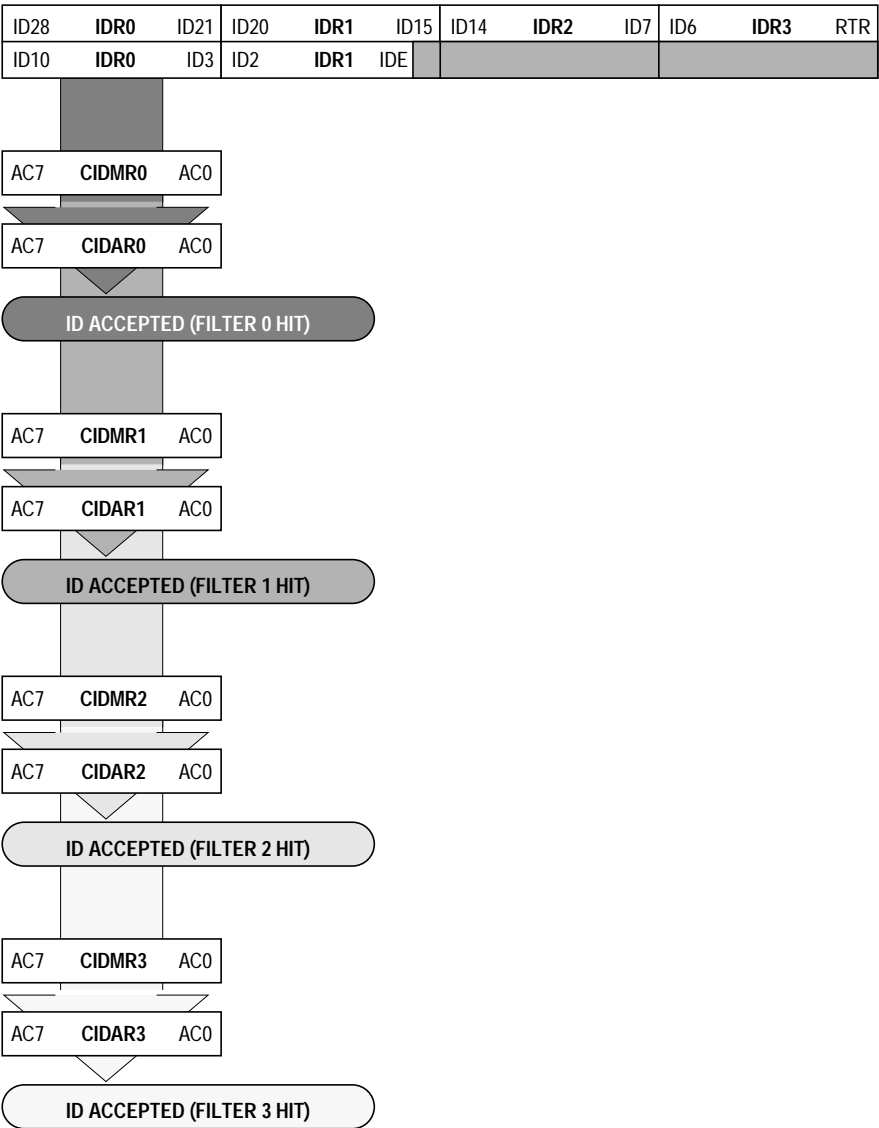 ID28 IDR0 ID21 ID20 IDR1 ID15 ID14 IDR2 ID7 ID6 IDR3 RTR
ID10 IDR0 ID3 ID2 IDR1 IDE
AC7 CIDMR0 AC0
AC7 CIDAR0 AC0
ID ACCEPTED (FILTER 0 HIT)
AC7 CIDMR1 AC0
AC7 CIDAR1 AC0
ID ACCEPTED (FILTER 1 HIT)
AC7 CIDMR2 AC0
AC7 CIDAR2 AC0
ID ACCEPTED (FILTER 2 HIT)
AC7 CIDMR3 AC0
AC7 CIDAR3 AC0
ID ACCEPTED (FILTER 3 HIT)